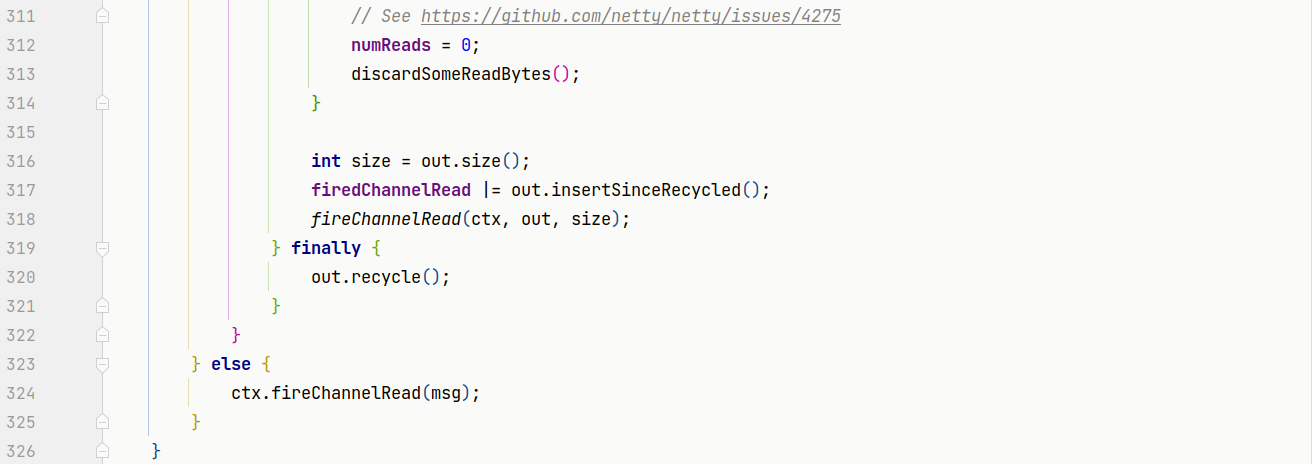 311 // See https://github.com/netty/netty/issues/4275
312 numReads = 0;
313 discardSomeReadBytes();
314 }
315
316 int size = out.size();
317 firedChannelRead |= out.insertSinceRecycled();
318 fireChannelRead(ctx, out, size);
319 } finally {
320 out.recycle();
321 }
322 }
323 } else {
324 ctx.fireChannelRead(msg);
325 }
326 }